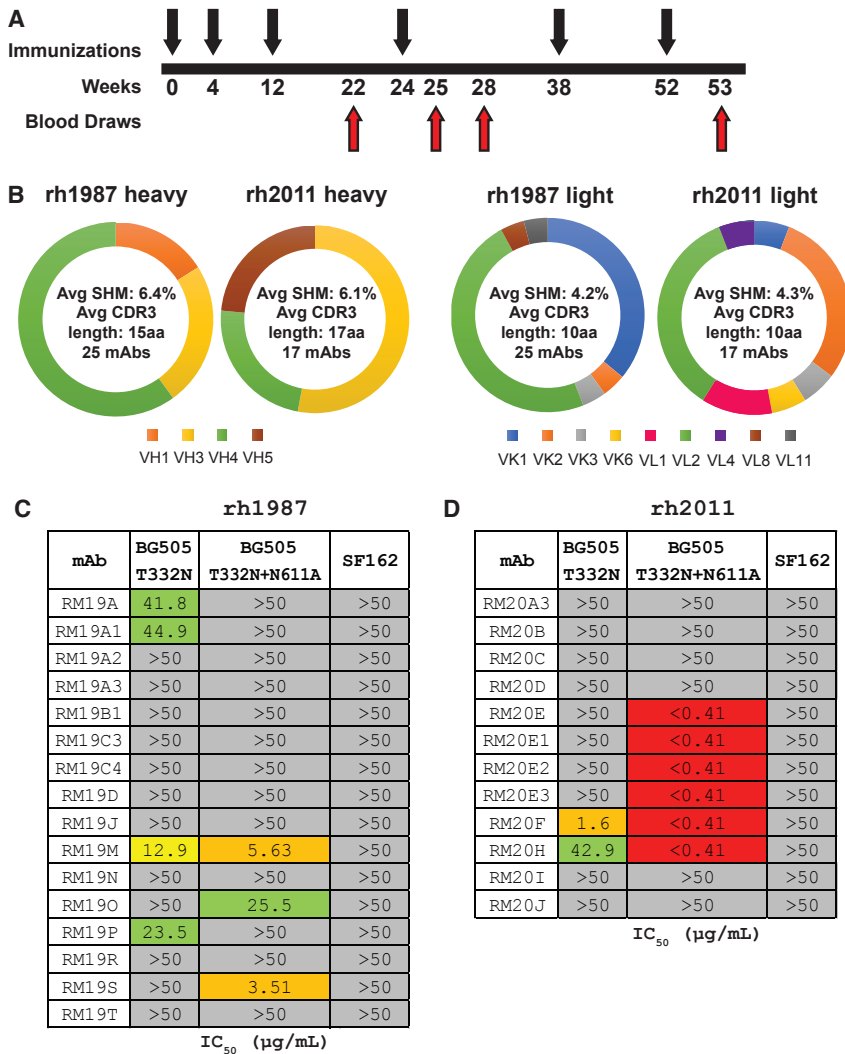 A
Immunizations
Weeks
0 4 12 22 24 25 28 38 52 53
Blood Draws
B
rh1987 heavy
Avg SHM: 6.4%
Avg CDR3
length: 15aa
25 mAbs
rh2011 heavy
Avg SHM: 6.1%
Avg CDR3
length: 17aa
17 mAbs
VH1 VH3 VH4 VH5
rh1987 light
Avg SHM: 4.2%
Avg CDR3
length: 10aa
25 mAbs
rh2011 light
Avg SHM: 4.3%
Avg CDR3
length: 10aa
17 mAbs
VK1 VK2 VK3 VK6 VL1 VL2 VL4 VL8 VL11
C
rh1987
mAb BG505 T332N BG505 T332N+N611A SF162
RM19A 41.8 >50 >50
RM19A1 44.9 >50 >50
RM19A2 >50 >50 >50
RM19A3 >50 >50 >50
RM19B1 >50 >50 >50
RM19C3 >50 >50 >50
RM19C4 >50 >50 >50
RM19D >50 >50 >50
RM19J >50 >50 >50
RM19M 12.9 5.63 >50
RM19N >50 >50 >50
RM19O >50 25.5 >50
RM19P 23.5 >50 >50
RM19R >50 >50 >50
RM19S >50 3.51 >50
RM19T >50 >50 >50
IC50 (µg/mL)
D
rh2011
mAb BG505 T332N BG505 T332N+N611A SF162
RM20A3 >50 >50 >50
RM20B >50 >50 >50
RM20C >50 >50 >50
RM20D >50 >50 >50
RM20E >50 <0.41 >50
RM20E1 >50 <0.41 >50
RM20E2 >50 <0.41 >50
RM20E3 >50 <0.41 >50
RM20F 1.6 <0.41 >50
RM20H 42.9 <0.41 >50
RM20I >50 >50 >50
RM20J >50 >50 >50
IC50 (µg/mL)